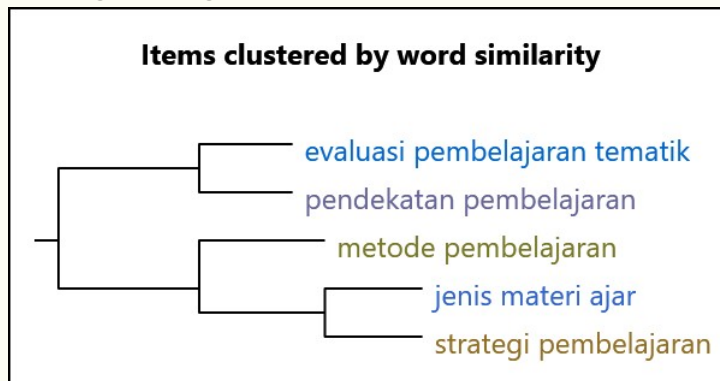 Items clustered by word similarity
evaluasi pembelajaran tematik
pendekatan pembelajaran
metode pembelajaran
jenis materi ajar
strategi pembelajaran